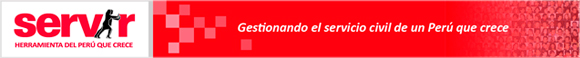 servir
HERRAMIENTA DEL PERÚ QUE CRECE
Gestionando el servicio civil de un Perú que crece